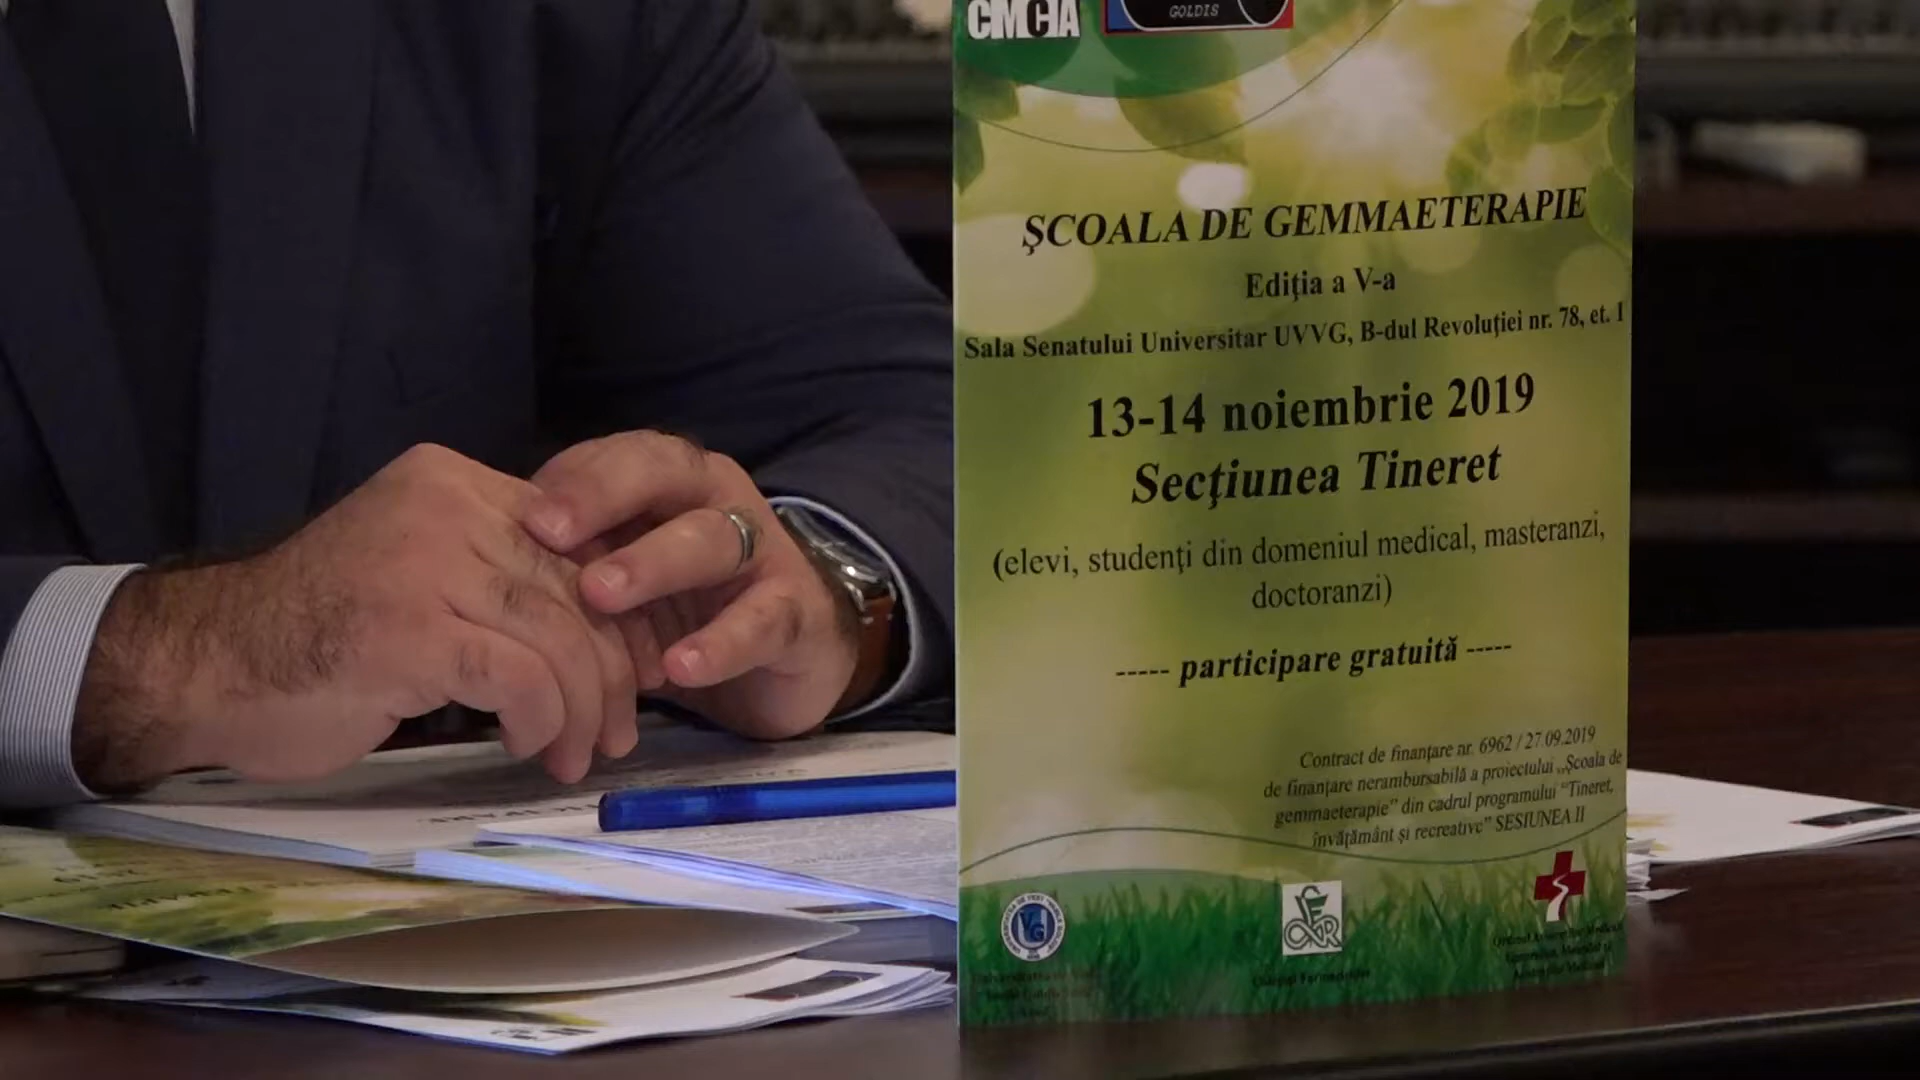 CMCIA
GOLDIS
ŞCOALA DE GEMMAETERAPIE
Ediţia a V-a
Sala Senatului Universitar UVVG, B-dul Revoluţiei nr. 78, et. I
13-14 noiembrie 2019
Secţiunea Tineret
(elevi, studenţi din domeniul medical, masteranzi,
doctoranzi)
----- participare gratuită -----
Contract de finanţare nr. 6962 / 27.09.2019
de finanţare nerambursabilă a proiectului „Şcoala de
gemmaeterapie” din cadrul programului “Tineret,
învăţământ şi recreative” SESIUNEA II